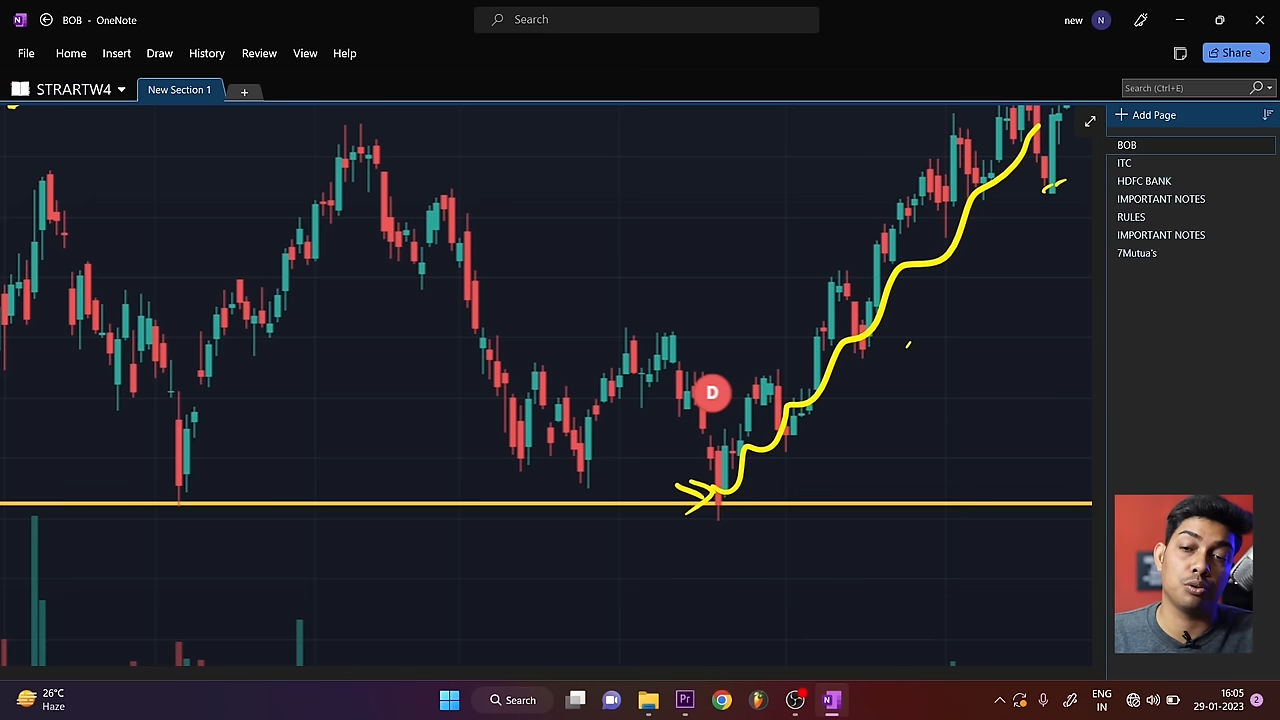 BOB - OneNote
Search
new
N
File Home Insert Draw History Review View Help
Share
STRARTW4
New Section 1
+
Search (Ctrl+E)
Add Page
BOB
ITC
HDFC BANK
IMPORTANT NOTES
RULES
IMPORTANT NOTES
7Mutua's
D
26°C
Haze
Search
Pr
N
ENG
IN
16:05
29-01-2023
2